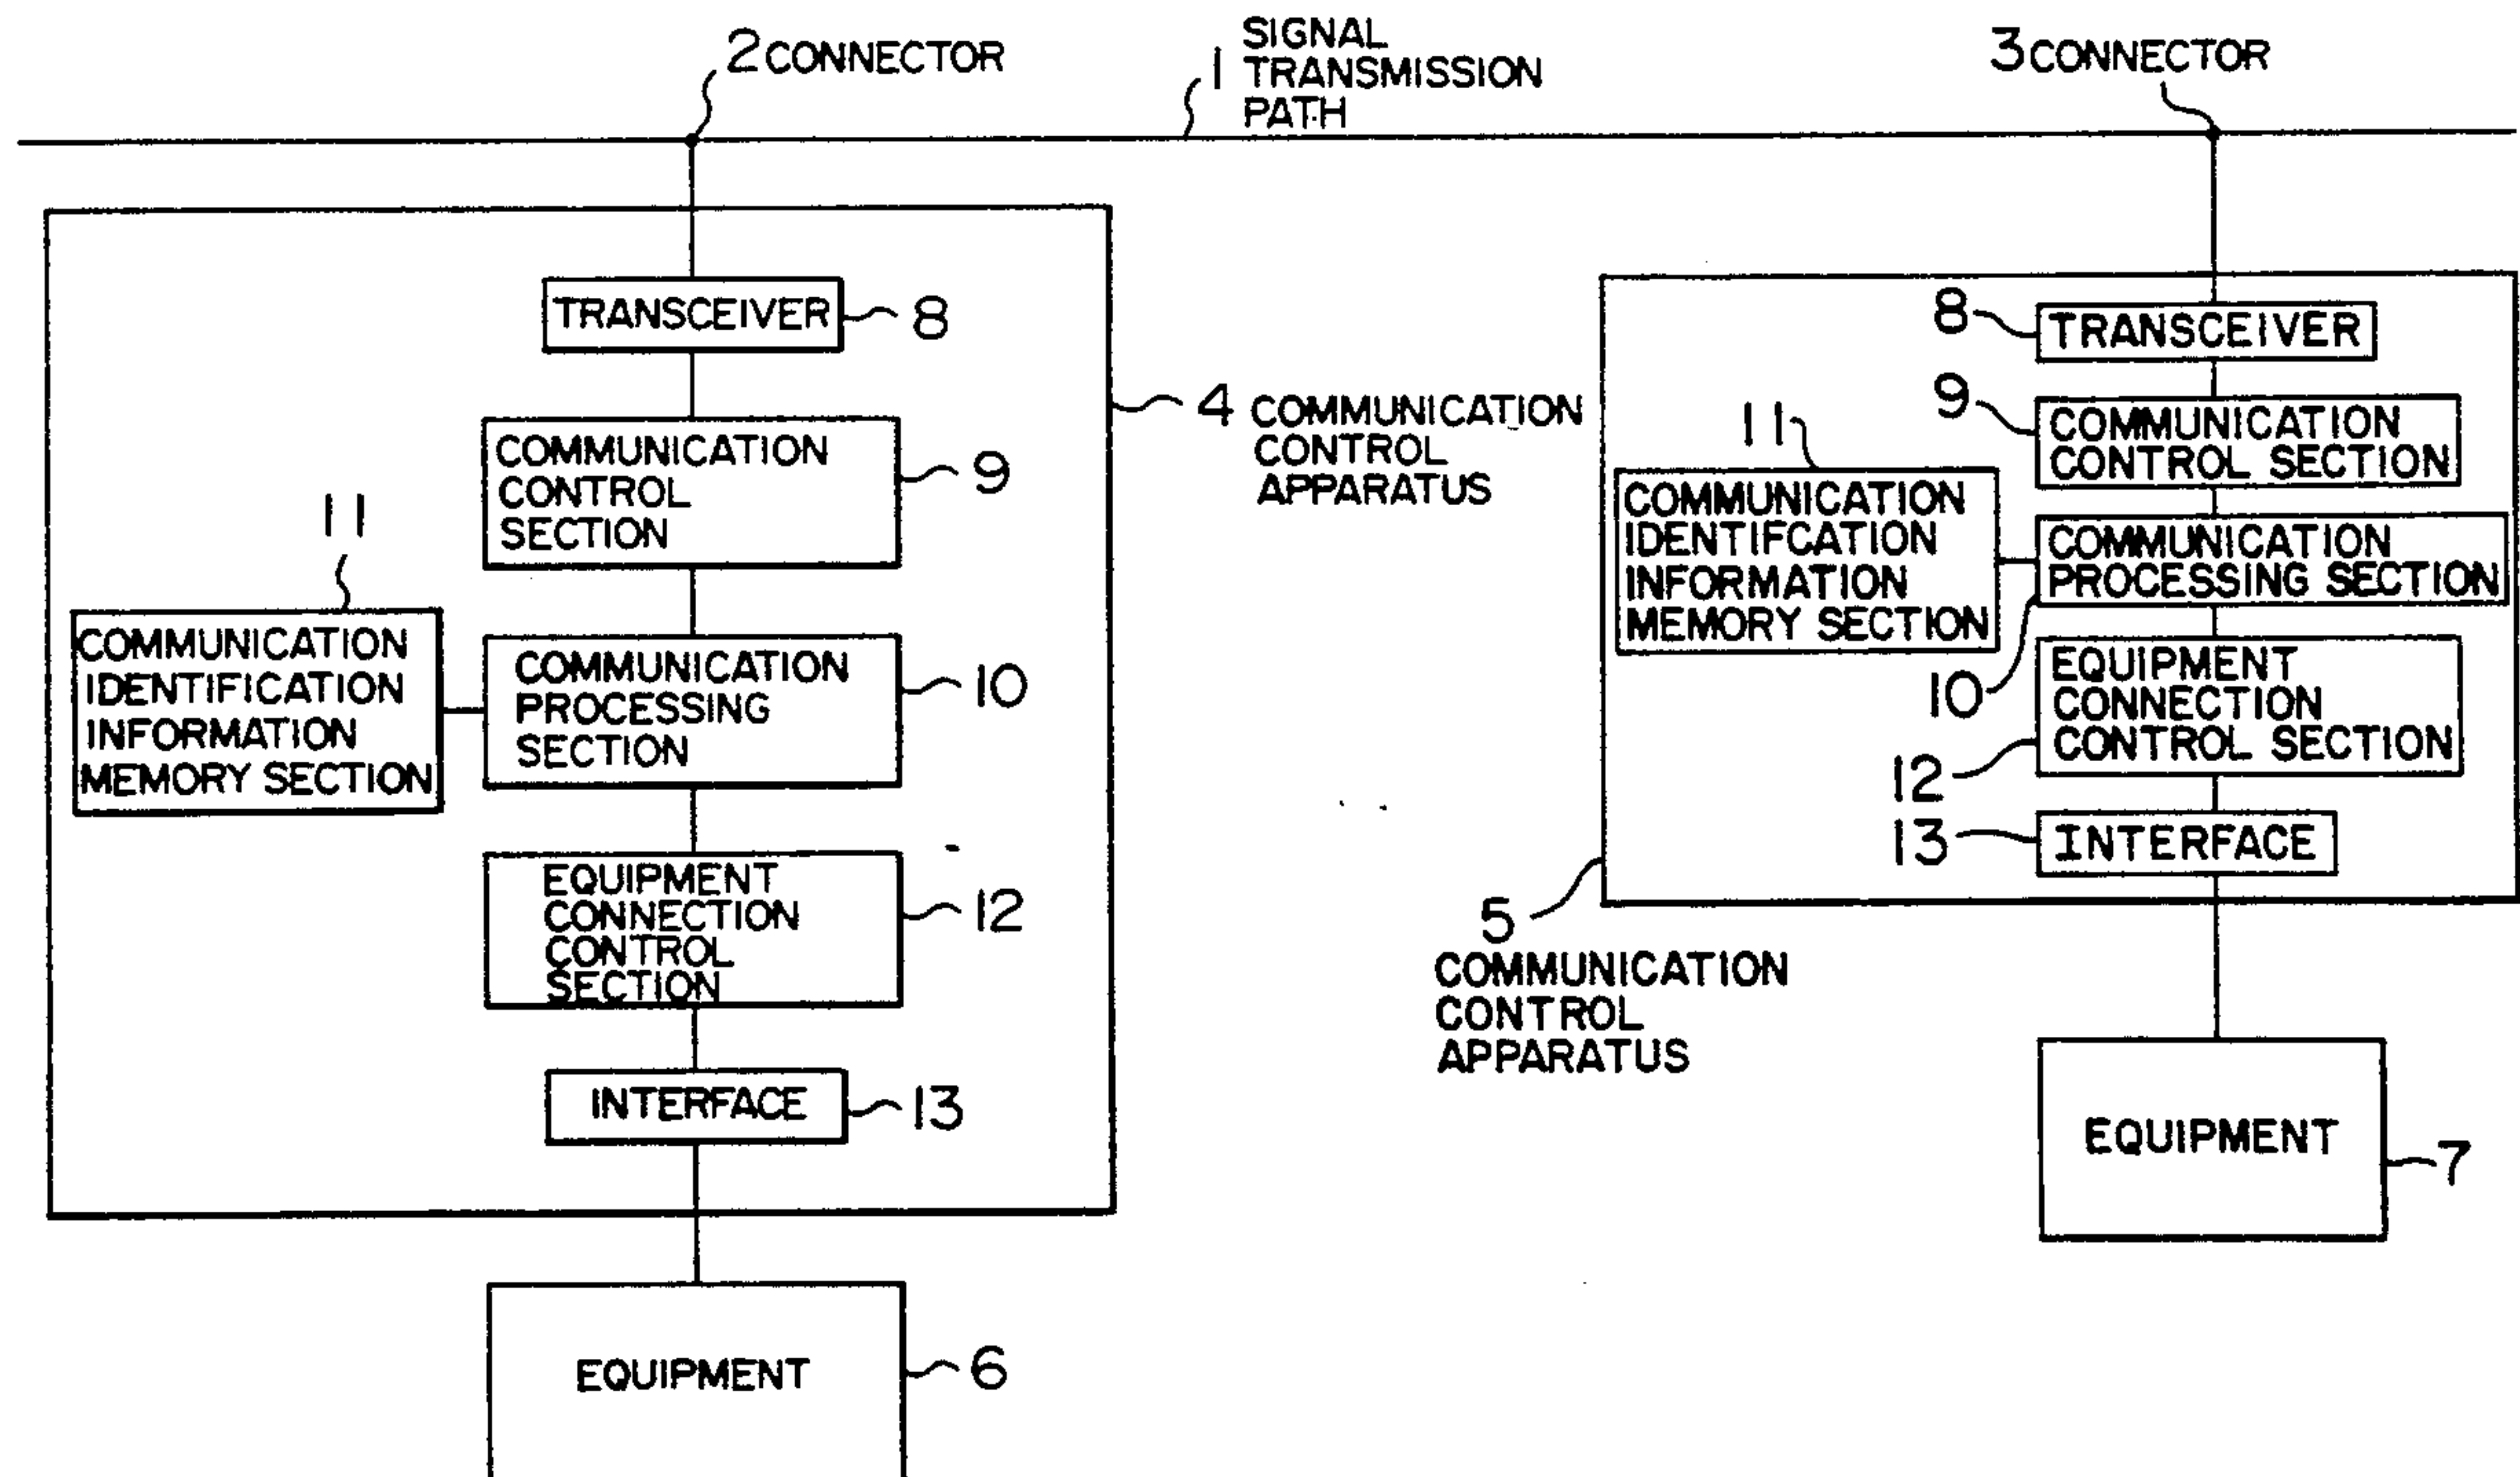 2 CONNECTOR
1 SIGNAL
TRANSMISSION
PATH
3 CONNECTOR
TRANSCEIVER
8
COMMUNICATION
CONTROL
SECTION
9
4 COMMUNICATION
CONTROL
APPARATUS
11
COMMUNICATION
IDENTIFICATION
INFORMATION
MEMORY SECTION
COMMUNICATION
PROCESSING
SECTION
10
EQUIPMENT
CONNECTION
CONTROL
SECTION
12
INTERFACE
13
EQUIPMENT
6
8
TRANSCEIVER
9
COMMUNICATION
CONTROL SECTION
11
COMMUNICATION
IDENTIFCATION
INFORMATION
MEMORY SECTION
COMMUNICATION
PROCESSING SECTION
10
EQUIPMENT
CONNECTION
CONTROL SECTION
12
13
INTERFACE
5
COMMUNICATION
CONTROL
APPARATUS
EQUIPMENT
7